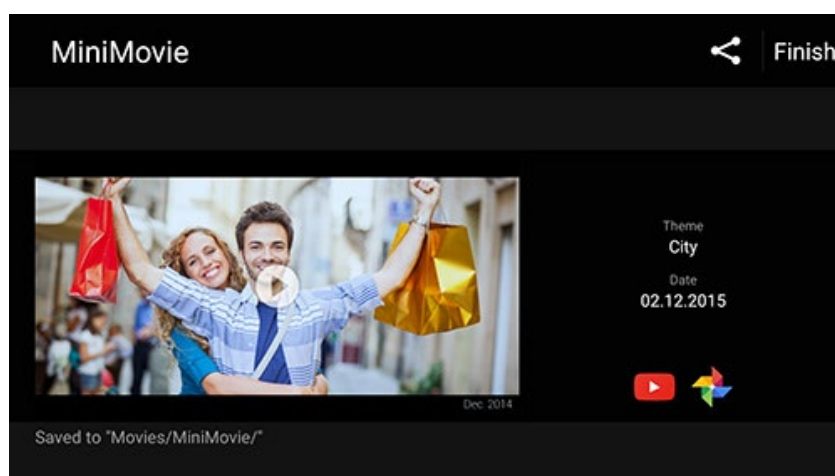 MiniMovie
Finish
Theme
City
Date
02.12.2015
Dec 2014
Saved to "Movies/MiniMovie/"